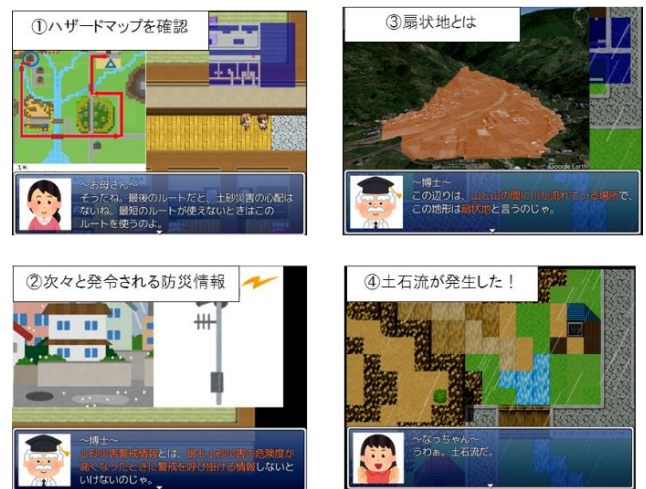 ①ハザードマップを確認
～お母さん～
そうだね。最後のルートだと、土砂災害の心配は
ないね。最短のルートが使えないときはこの
ルートを使うのよ。
③扇状地とは
Google Earth
～博士～
この辺りは、山と山の間に川が流れている場所で、
この地形は扇状地と言うのじゃ。
②次々と発令される防災情報
～博士～
土砂災害警戒情報とは、最も土砂災害の危険度が
高くなったときに警戒を呼び掛ける情報しないと
いけないのじゃ。
④土石流が発生した！
～なっちゃん～
うわぁ。土石流だ。